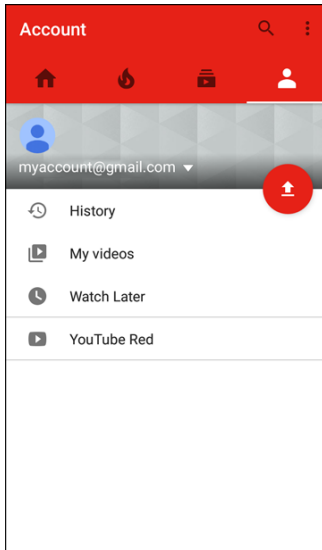 Account
myaccount@gmail.com
History
My videos
Watch Later
YouTube Red